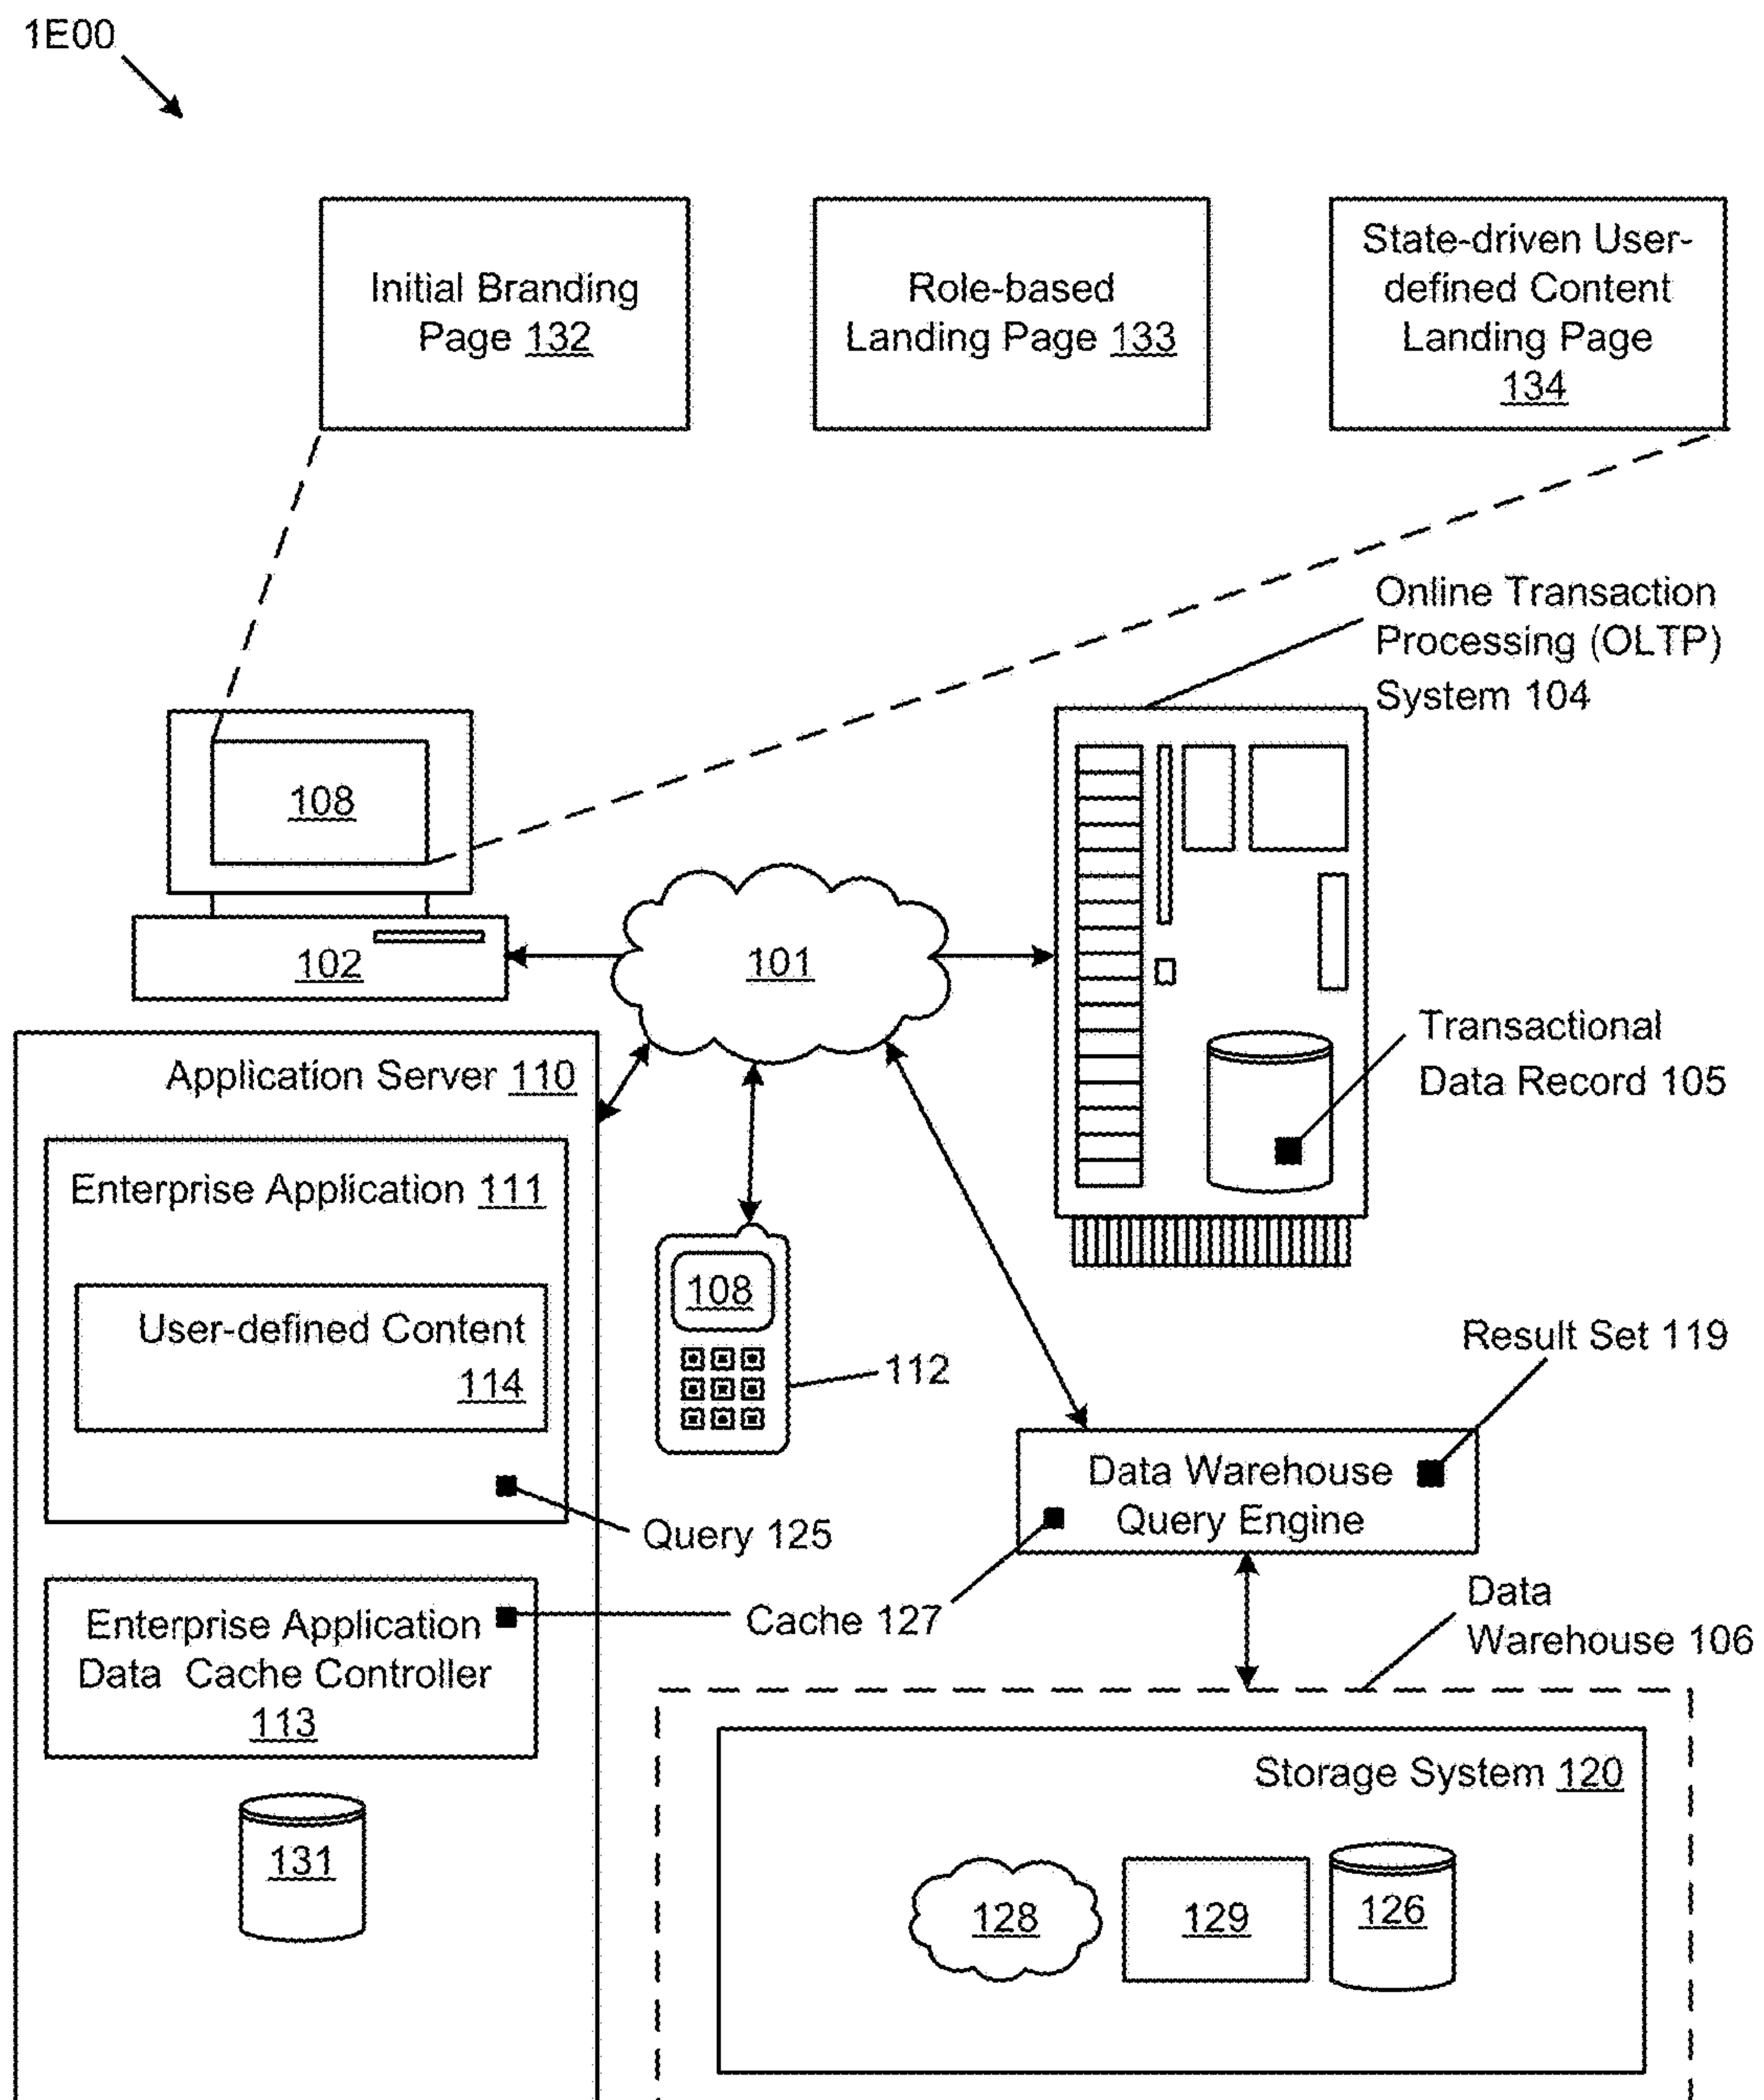 1E00
Initial Branding
Page 132
Role-based
Landing Page 133
State-driven User-
defined Content
Landing Page
134
Online Transaction
Processing (OLTP)
System 104
108
102
101
Transactional
Data Record 105
Application Server 110
Enterprise Application 111
User-defined Content
114
108
112
Result Set 119
Data Warehouse
Query Engine
Query 125
Cache 127
Enterprise Application
Data Cache Controller
113
Data
Warehouse 106
131
Storage System 120
128
129
126